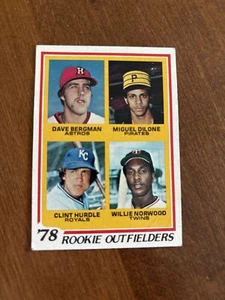 DAVE BERGMAN
ASTROS
MIGUEL DILONE
PIRATES
CLINT HURDLE
ROYALS
WILLIE NORWOOD
TWINS
'78 ROOKIE OUTFIELDERS